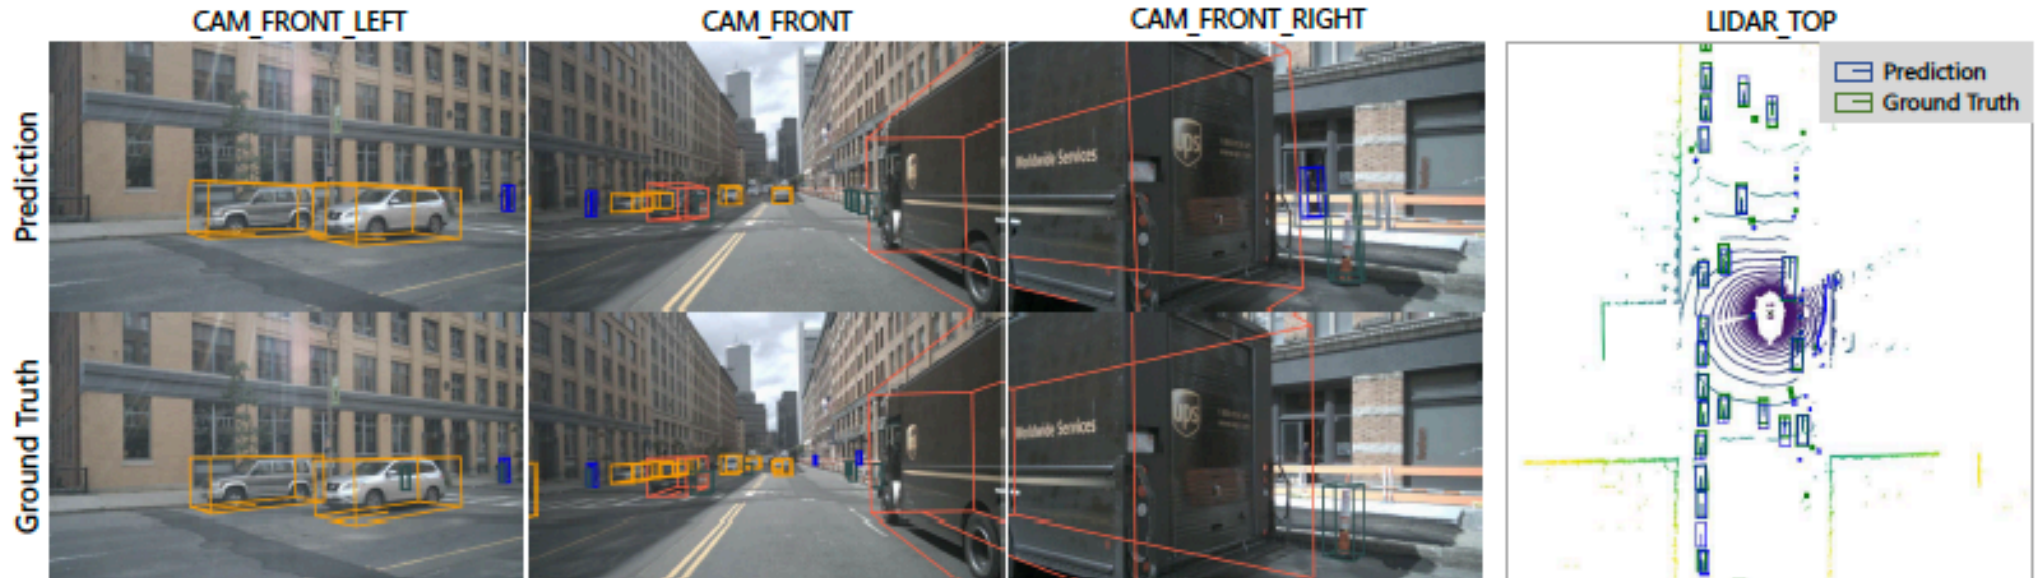 CAM_FRONT_LEFT
CAM_FRONT
CAM_FRONT_RIGHT
LIDAR_TOP
Prediction
Worldwide Services
ups
Prediction
Ground Truth
Ground Truth
Worldwide Services
ups